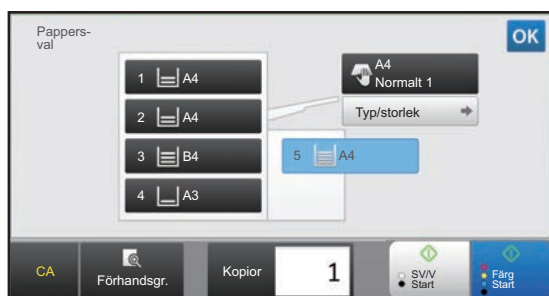 Pappers-
val
OK
1 A4
2 A4
3 B4
4 A3
A4
Normalt 1
Typ/storlek
5 A4
CA
Förhandsgr.
Kopior
1
SV/V
Start
Färg
Start